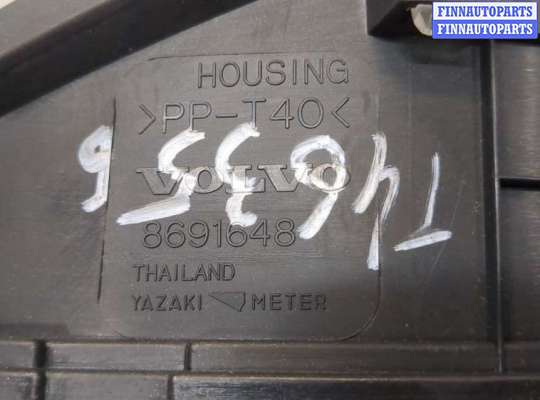 FINNAUTOPARTS
FINNAUTOPARTS
HOUSING
>PP-T40<
VOLVO
8691648
THAILAND
YAZAKI METER